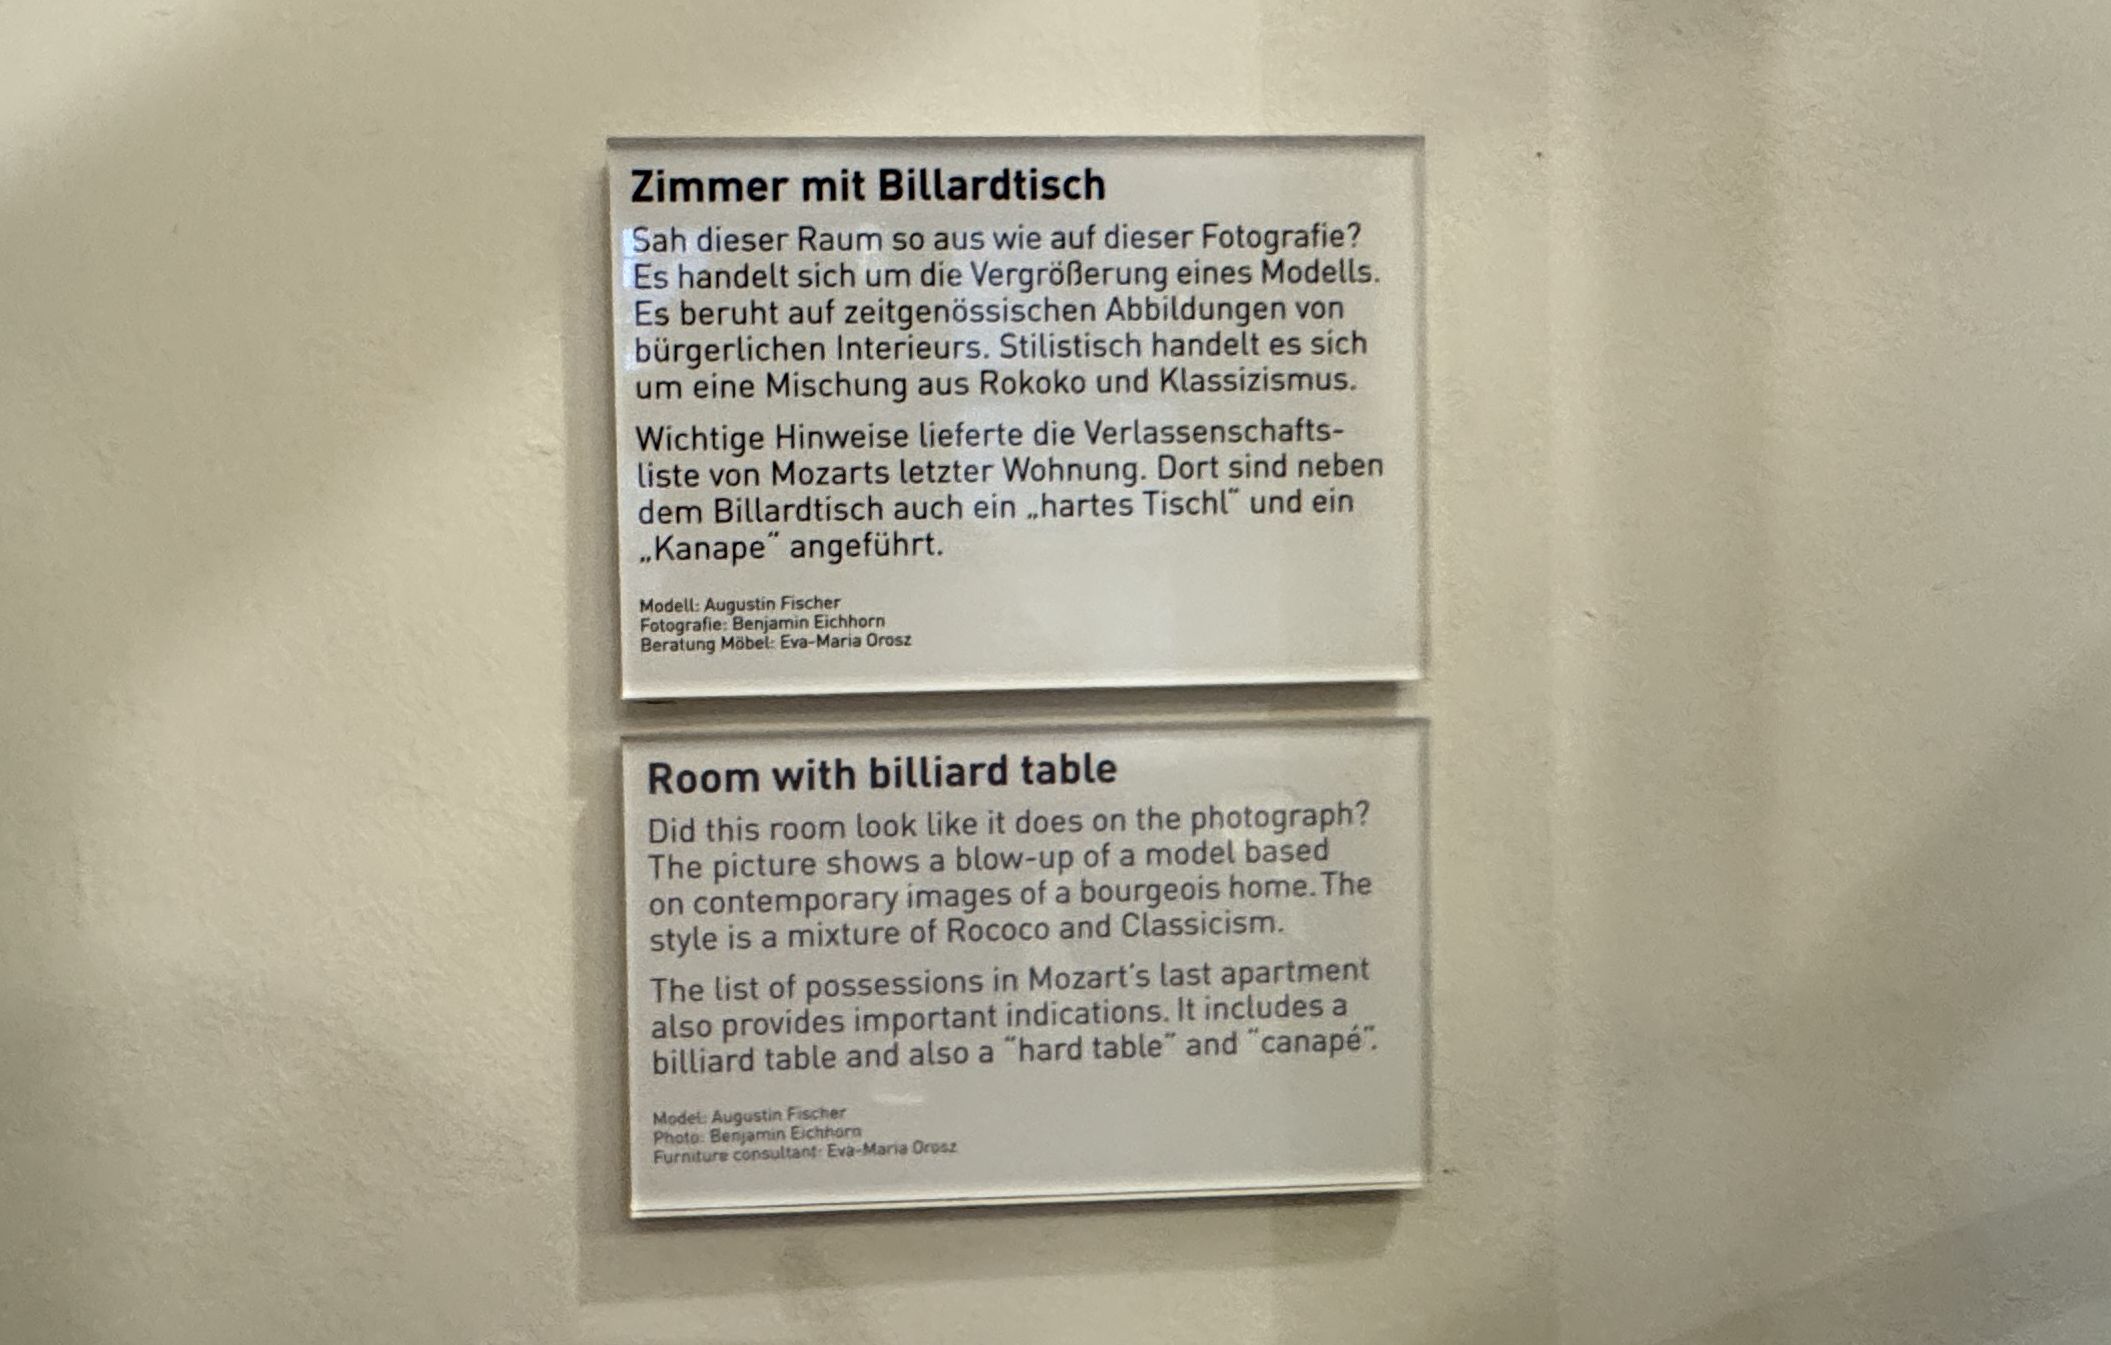 Zimmer mit Billardtisch
Sah dieser Raum so aus wie auf dieser Fotografie?
Es handelt sich um die Vergrößerung eines Modells.
Es beruht auf zeitgenössischen Abbildungen von
bürgerlichen Interieurs. Stilistisch handelt es sich
um eine Mischung aus Rokoko und Klassizismus.
Wichtige Hinweise lieferte die Verlassenschafts-
liste von Mozarts letzter Wohnung. Dort sind neben
dem Billardtisch auch ein „hartes Tischl“ und ein
„Kanape“ angeführt.
Modell: Augustin Fischer
Fotografie: Benjamin Eichhorn
Beratung Möbel: Eva-Maria Orosz
Room with billiard table
Did this room look like it does on the photograph?
The picture shows a blow-up of a model based
on contemporary images of a bourgeois home. The
style is a mixture of Rococo and Classicism.
The list of possessions in Mozart's last apartment
also provides important indications. It includes a
billiard table and also a “hard table” and “canapé”.
Model: Augustin Fischer
Photo: Benjamin Eichhorn
Furniture consultant: Eva-Maria Orosz